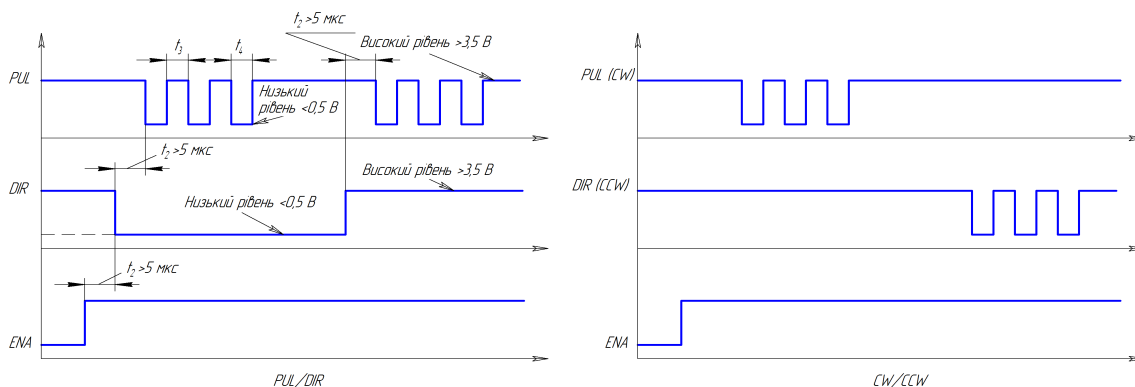 t₂ >5 мкс
t₃
t₄
Високий рівень >3,5 В
PUL
Низький
рівень <0,5 В
t₂ >5 мкс
DIR
Високий рівень >3,5 В
Низький рівень <0,5 В
t₂ >5 мкс
ENA
PUL/DIR
PUL (CW)
DIR (CCW)
ENA
CW/CCW